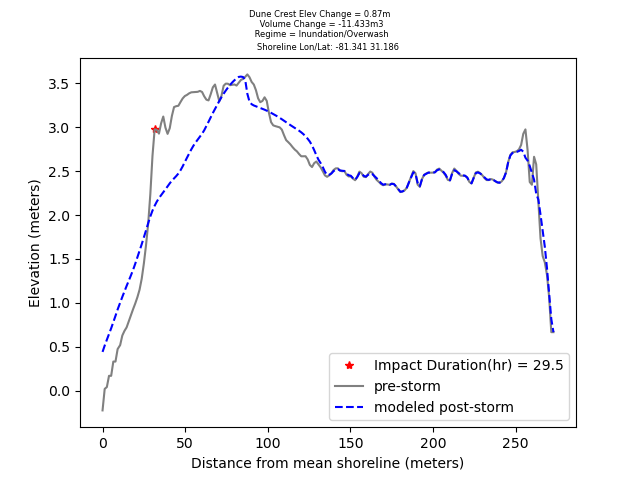 Dune Crest Elev Change = 0.87m
Volume Change = -11.433m3
Regime = Inundation/Overwash
Shoreline Lon/Lat: -81.341 31.186
3.5
3.0
2.5
2.0
1.5
1.0
0.5
0.0
Elevation (meters)
Impact Duration(hr) = 29.5
pre-storm
modeled post-storm
0 50 100 150 200 250
Distance from mean shoreline (meters)